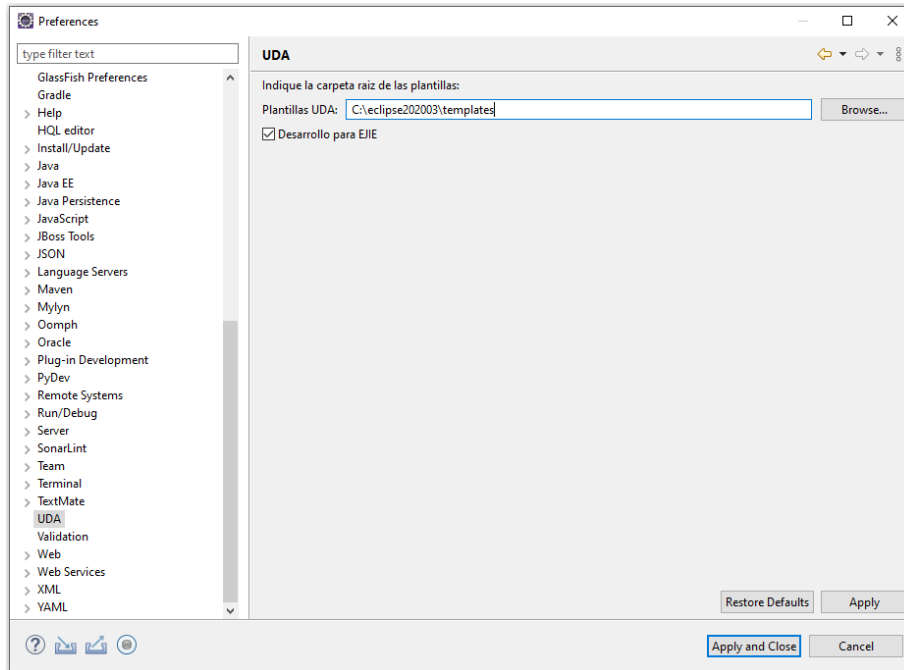 Preferences
type filter text
UDA
GlassFish Preferences
Gradle
Help
HQL editor
Install/Update
Java
Java EE
Java Persistence
JavaScript
JBoss Tools
JSON
Language Servers
Maven
Mylyn
Oomph
Oracle
Plug-in Development
PyDev
Remote Systems
Run/Debug
Server
SonarLint
Team
Terminal
TextMate
UDA
Validation
Web
Web Services
XML
YAML
Indique la carpeta raiz de las plantillas:
Plantillas UDA: C:\eclipse202003\templates Browse...
Desarrollo para EJIE
Restore Defaults Apply
Apply and Close Cancel